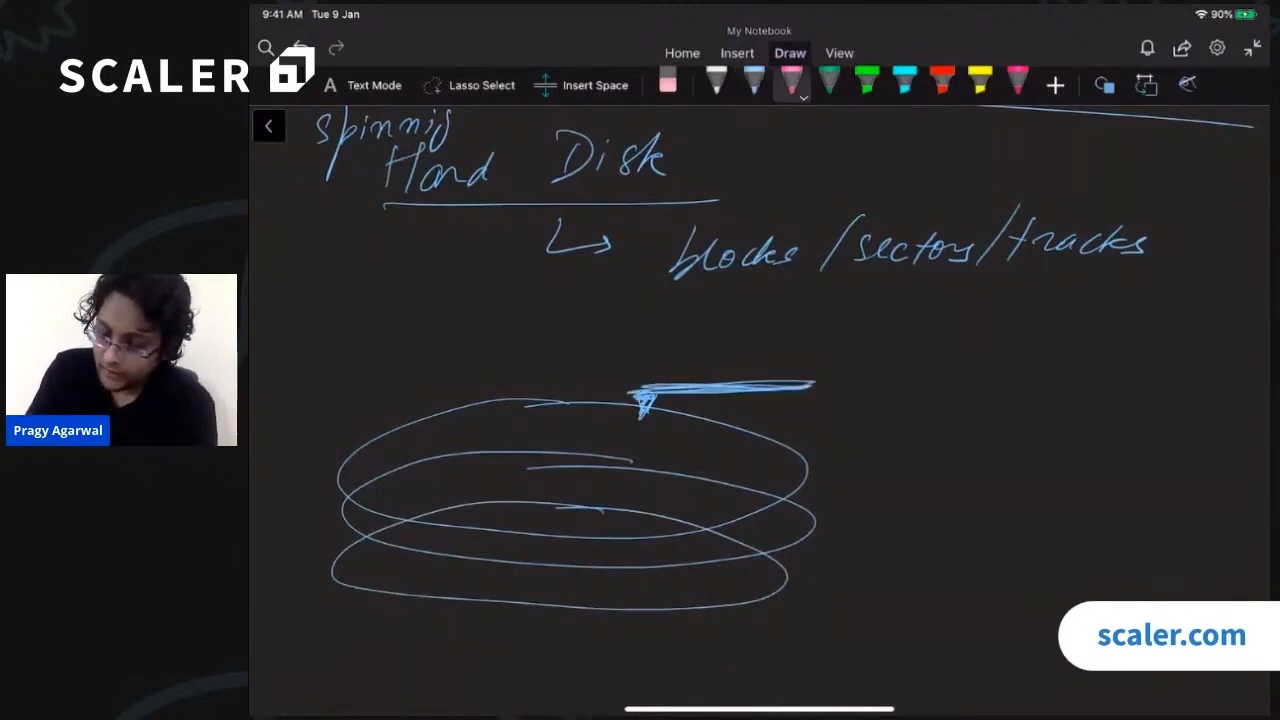 9:41 AM Tue 9 Jan
90%
My Notebook
Home Insert Draw View
SCALER
Text Mode Lasso Select Insert Space
spinnig
Hard Disk
blocks/sectors/tracks
Pragy Agarwal
scaler.com